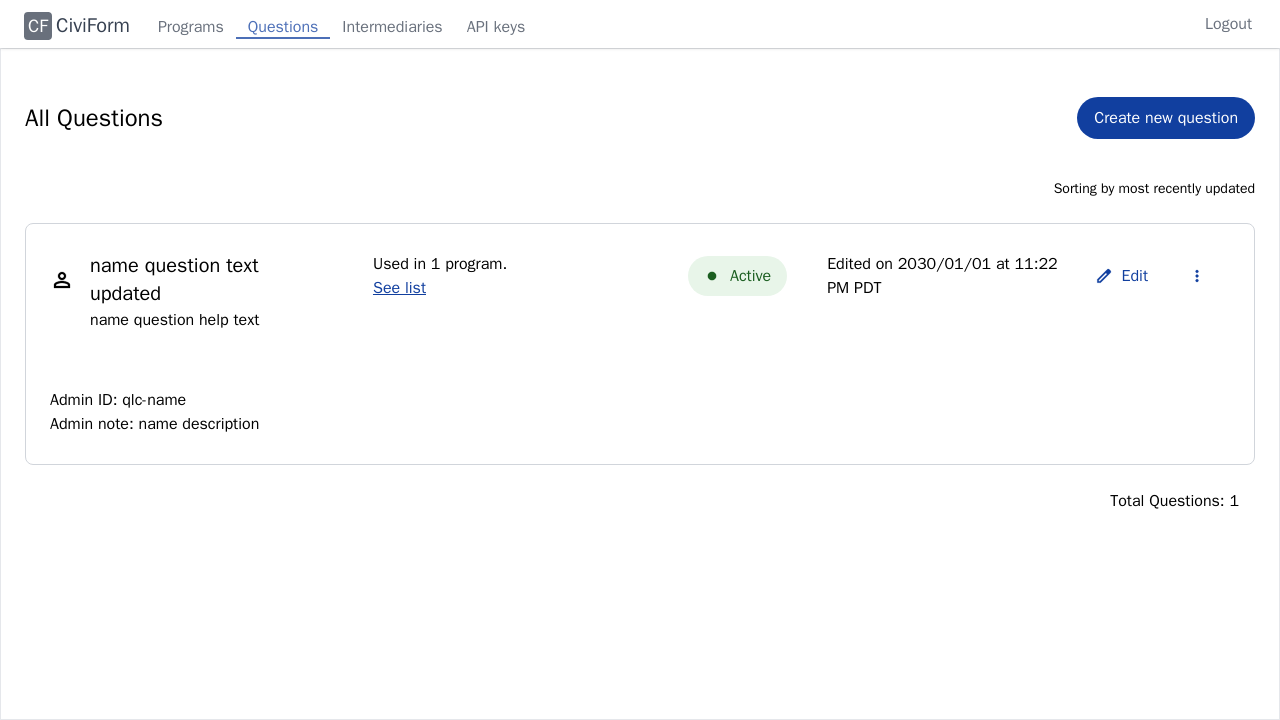 CF CiviForm Programs Questions Intermediaries API keys Logout
All Questions Create new question
Sorting by most recently updated
name question text
updated
name question help text
Used in 1 program.
See list
Active
Edited on 2030/01/01 at 11:22
PM PDT
Edit
Admin ID: qlc-name
Admin note: name description
Total Questions: 1